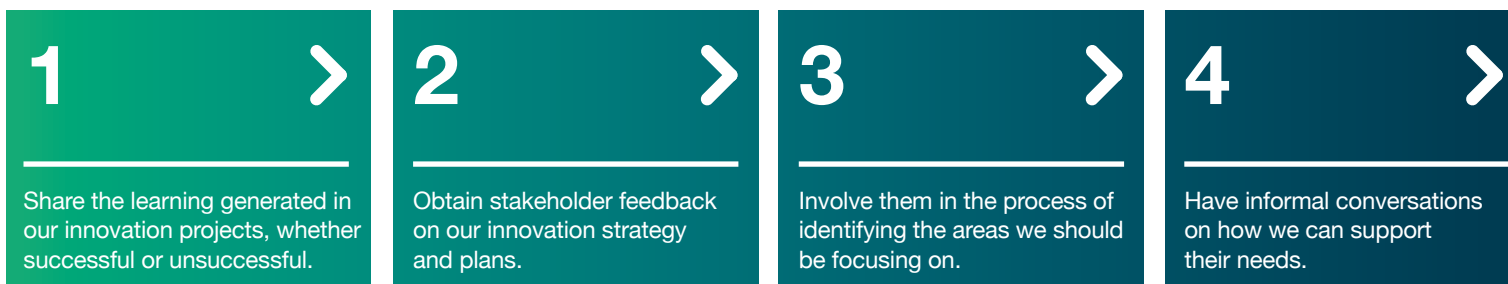 1
Share the learning generated in
our innovation projects, whether
successful or unsuccessful.
2
Obtain stakeholder feedback
on our innovation strategy
and plans.
3
Involve them in the process of
identifying the areas we should
be focusing on.
4
Have informal conversations
on how we can support
their needs.